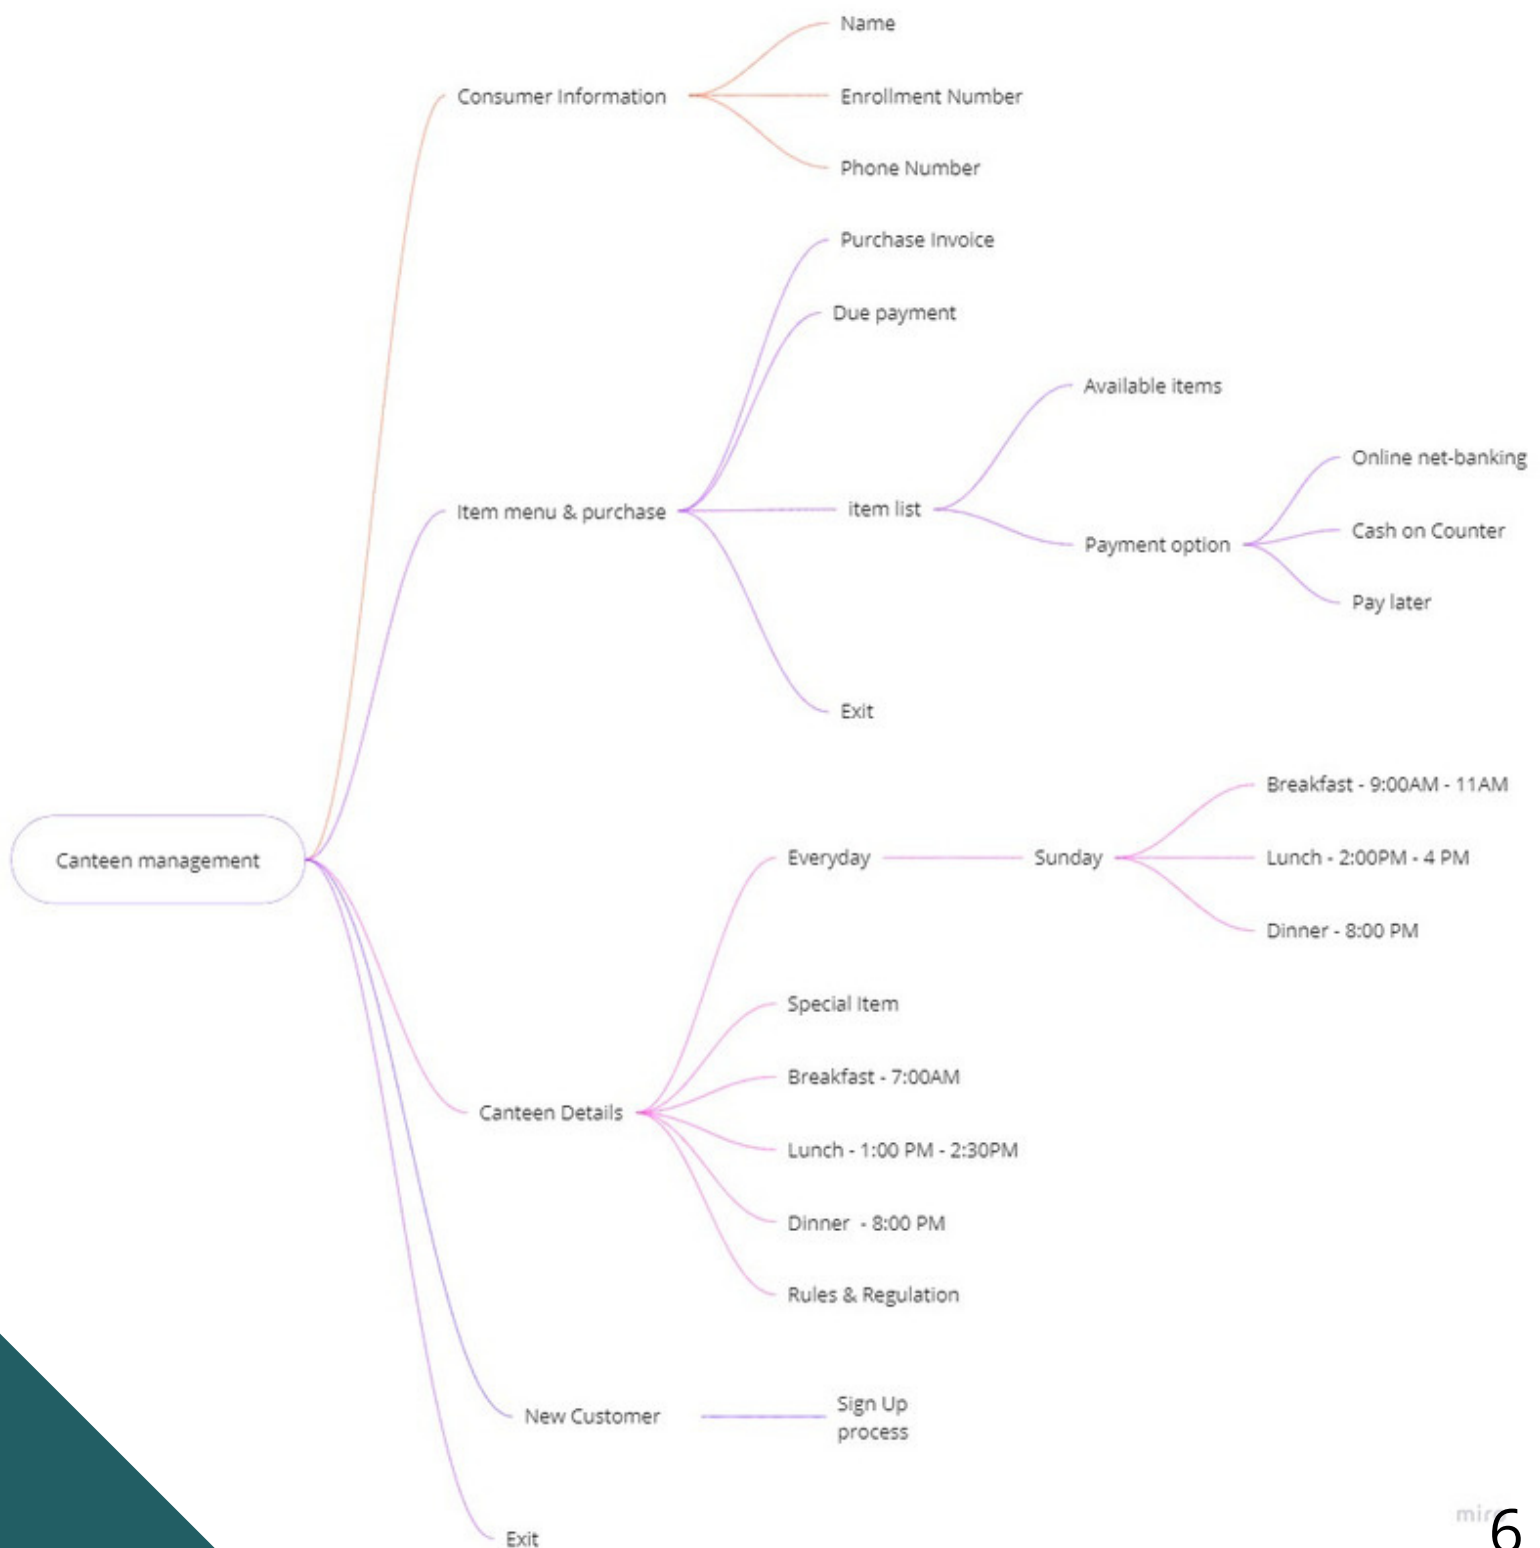 Name
Consumer Information
Enrollment Number
Phone Number
Purchase Invoice
Due payment
Available items
Online net-banking
Item menu & purchase
item list
Cash on Counter
Payment option
Pay later
Exit
Breakfast - 9:00AM - 11AM
Canteen management
Everyday
Sunday
Lunch - 2:00PM - 4 PM
Dinner - 8:00 PM
Special Item
Breakfast - 7:00AM
Canteen Details
Lunch - 1:00 PM - 2:30PM
Dinner  - 8:00 PM
Rules & Regulation
New Customer
Sign Up
process
Exit
miro
6